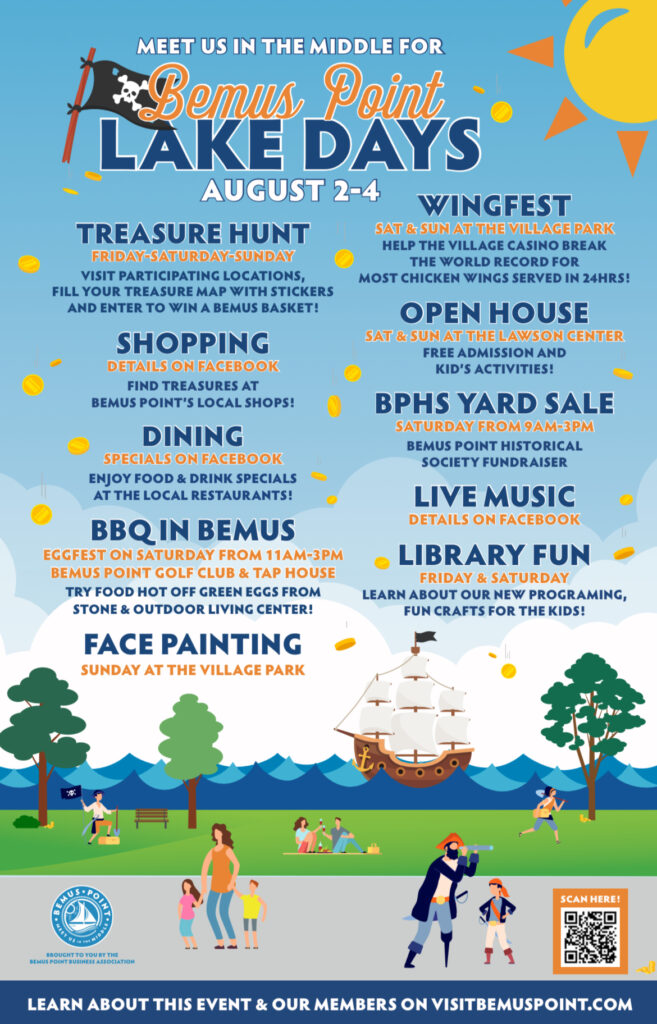 MEET US IN THE MIDDLE FOR
Bemus Point
LAKE DAYS
AUGUST 2-4
TREASURE HUNT
FRIDAY-SATURDAY-SUNDAY
VISIT PARTICIPATING LOCATIONS,
FILL YOUR TREASURE MAP WITH STICKERS
AND ENTER TO WIN A BEMUS BASKET!
SHOPPING
DETAILS ON FACEBOOK
FIND TREASURES AT
BEMUS POINT'S LOCAL SHOPS!
DINING
SPECIALS ON FACEBOOK
ENJOY FOOD & DRINK SPECIALS
AT THE LOCAL RESTAURANTS!
BBQ IN BEMUS
EGGFEST ON SATURDAY FROM 11AM-3PM
BEMUS POINT GOLF CLUB & TAP HOUSE
TRY FOOD HOT OFF GREEN EGGS FROM
STONE & OUTDOOR LIVING CENTER!
FACE PAINTING
SUNDAY AT THE VILLAGE PARK
WINGFEST
SAT & SUN AT THE VILLAGE PARK
HELP THE VILLAGE CASINO BREAK
THE WORLD RECORD FOR
MOST CHICKEN WINGS SERVED IN 24HRS!
OPEN HOUSE
SAT & SUN AT THE LAWSON CENTER
FREE ADMISSION AND
KID'S ACTIVITIES!
BPHS YARD SALE
SATURDAY FROM 9AM-3PM
BEMUS POINT HISTORICAL
SOCIETY FUNDRAISER
LIVE MUSIC
DETAILS ON FACEBOOK
LIBRARY FUN
FRIDAY & SATURDAY
LEARN ABOUT OUR NEW PROGRAMING,
FUN CRAFTS FOR THE KIDS!
BEMUS·POINT
MEET US IN THE MIDDLE
BROUGHT TO YOU BY THE
BEMUS POINT BUSINESS ASSOCIATION
SCAN HERE!
LEARN ABOUT THIS EVENT & OUR MEMBERS ON VISITBEMUSPOINT.COM